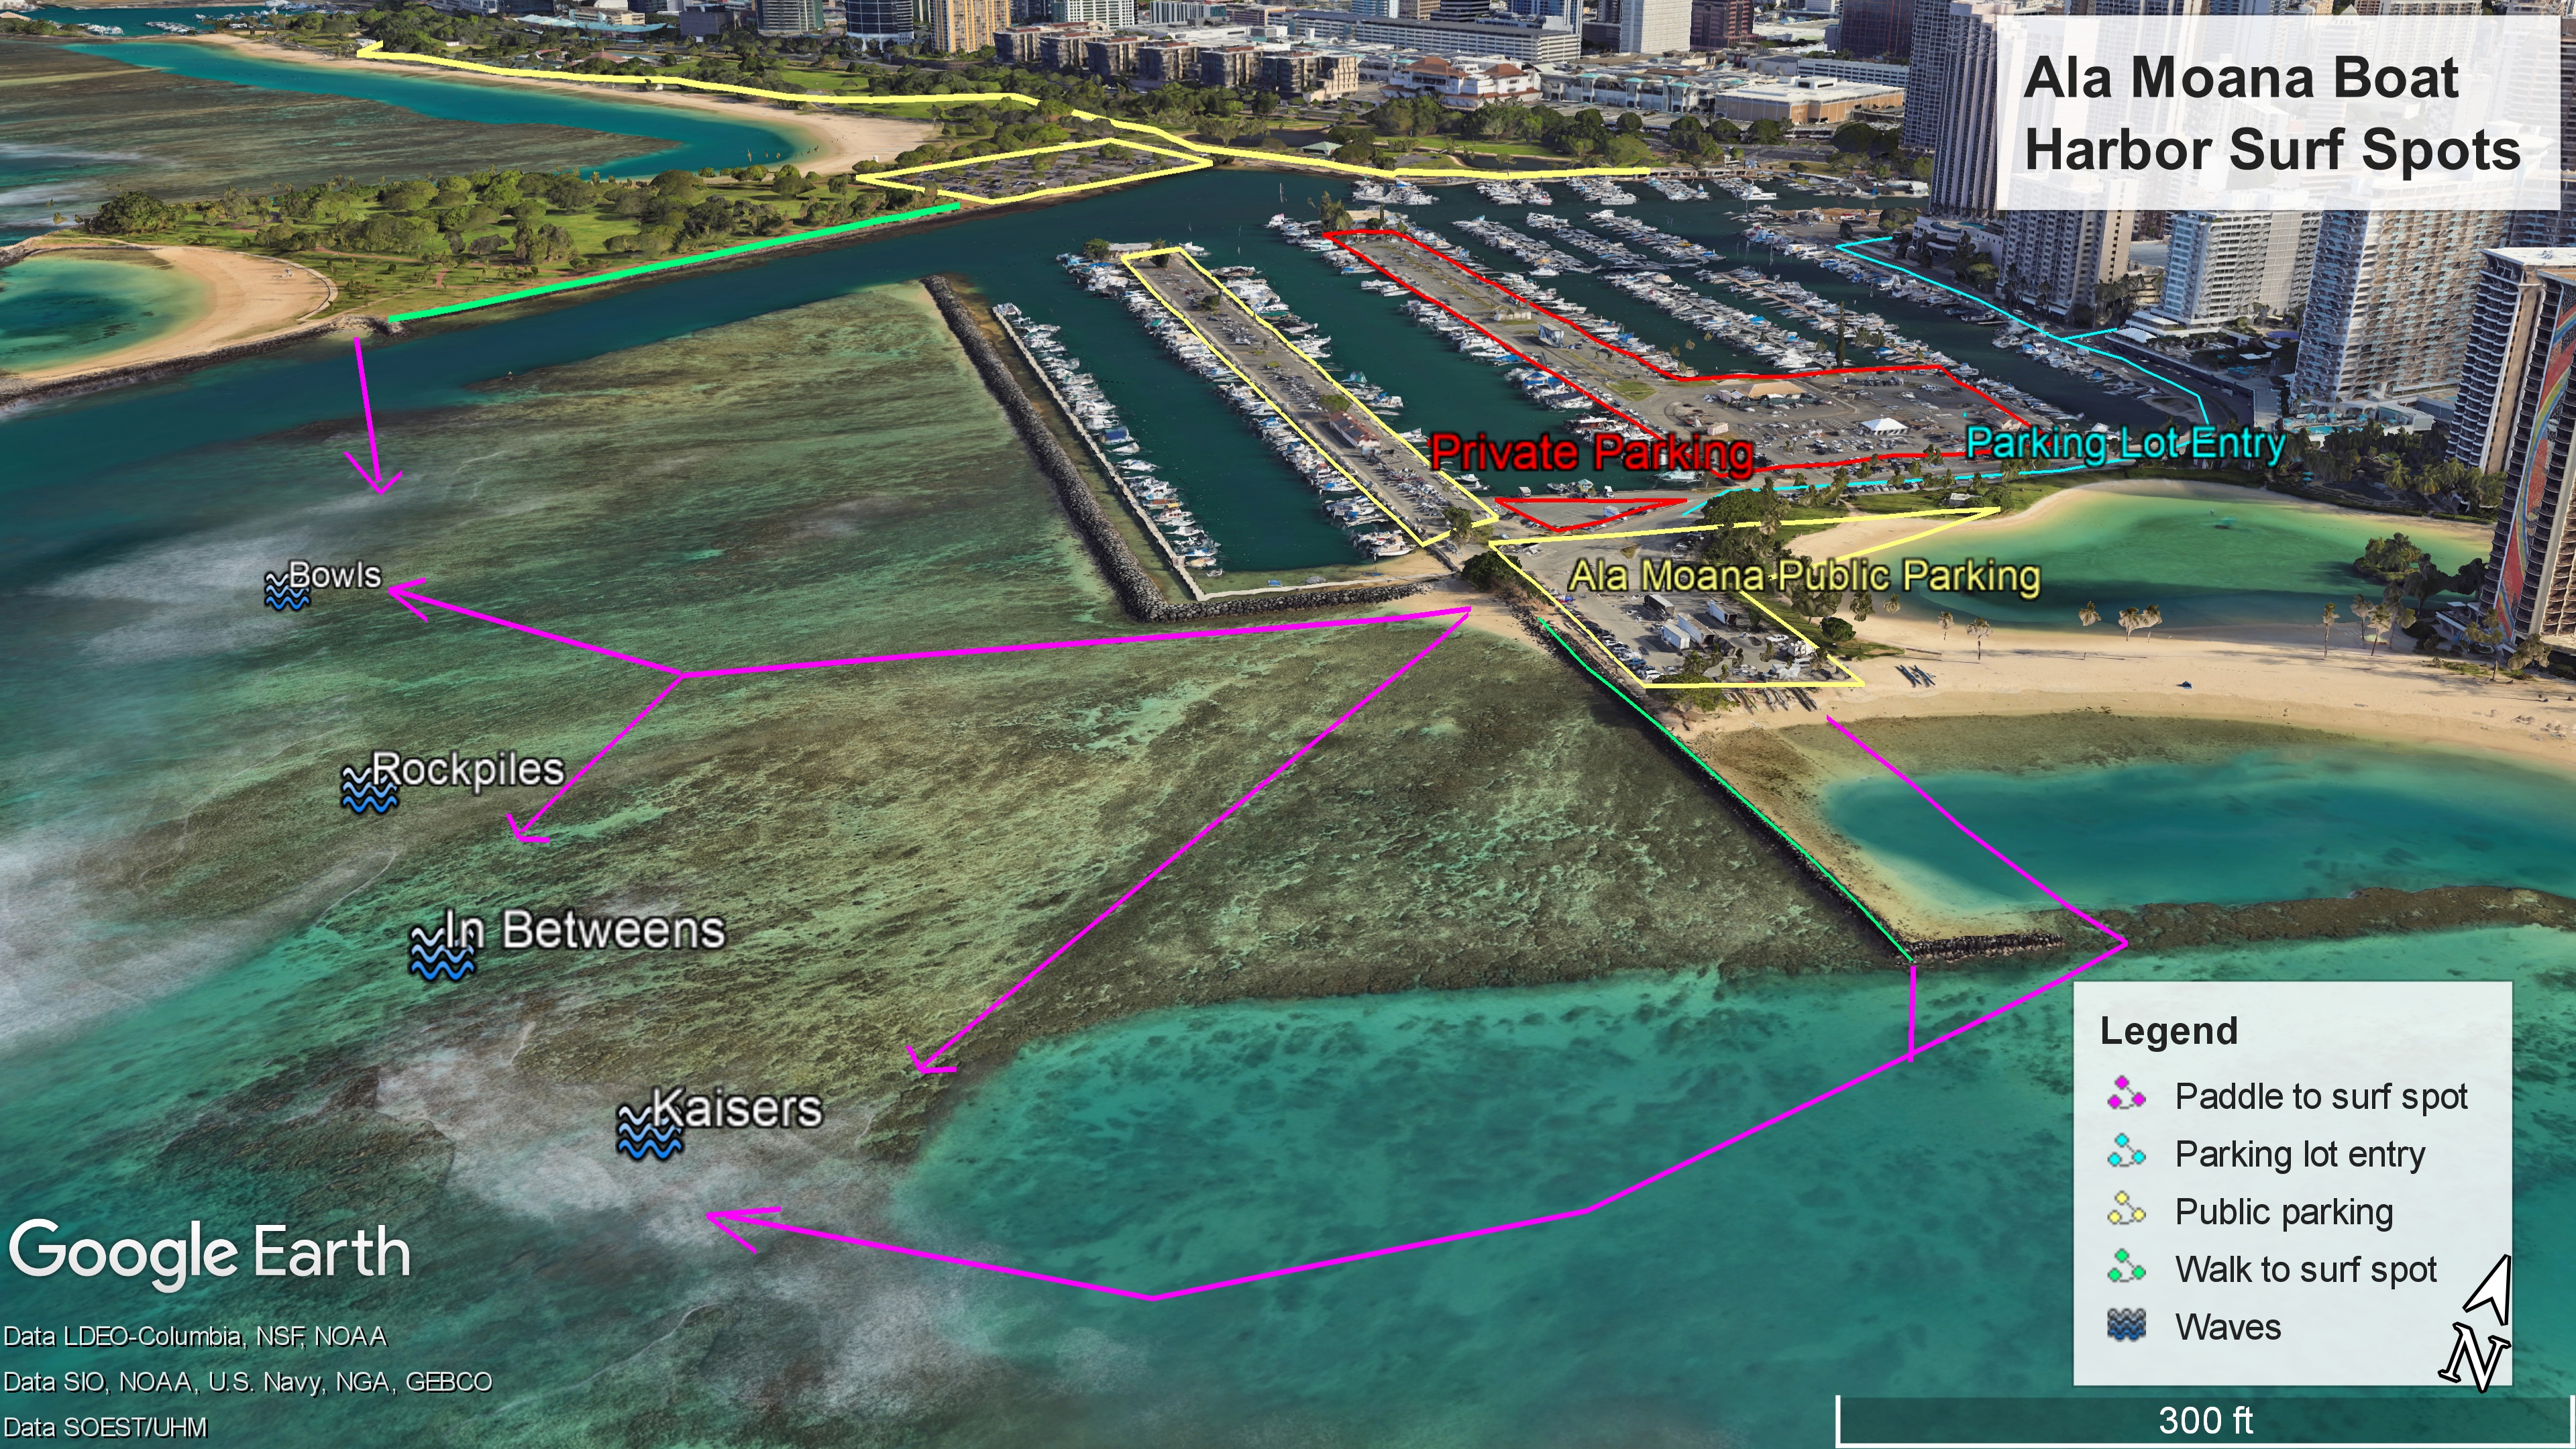 Ala Moana Boat
Harbor Surf Spots
Private Parking
Parking Lot Entry
Ala Moana Public Parking
Bowls
Rockpiles
In Betweens
Kaisers
Legend
Paddle to surf spot
Parking lot entry
Public parking
Walk to surf spot
Waves
N
Google Earth
Data LDEO-Columbia, NSF, NOAA
Data SIO, NOAA, U.S. Navy, NGA, GEBCO
Data SOEST/UHM
300 ft